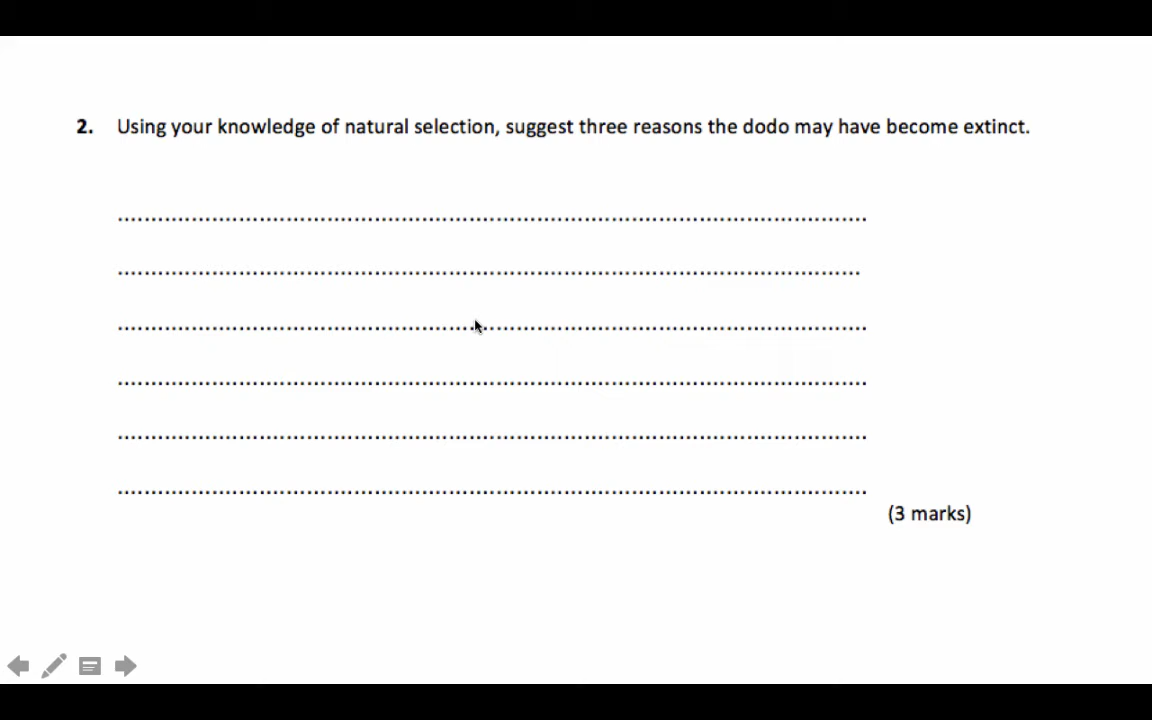 2. Using your knowledge of natural selection, suggest three reasons the dodo may have become extinct.
(3 marks)